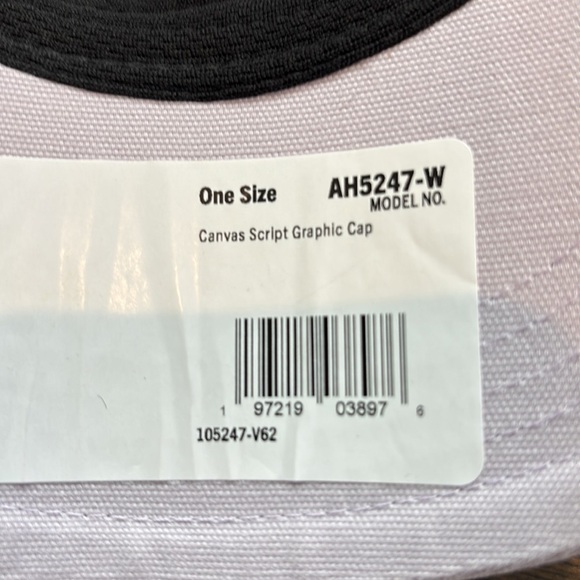 One Size AH5247-W
MODEL NO.
Canvas Script Graphic Cap
1 97219 03897 6
105247-V62